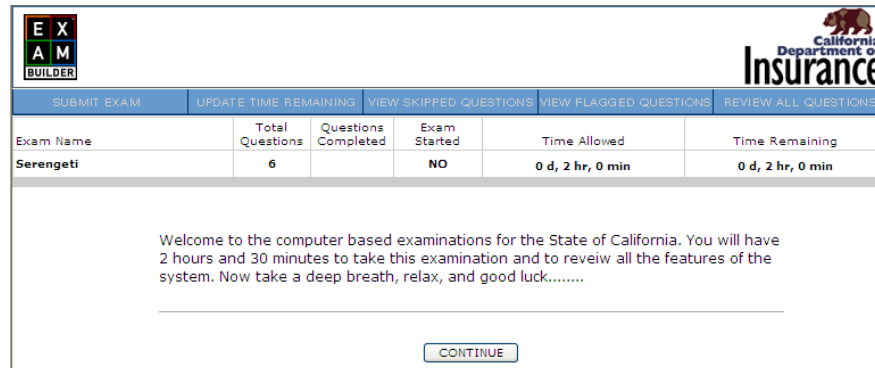 E X
A M
BUILDER
California
Department o
Insurance
SUBMIT EXAM UPDATE TIME REMAINING VIEW SKIPPED QUESTIONS VIEW FLAGGED QUESTIONS REVIEW ALL QUESTIONS
Exam Name Total Questions Questions Completed Exam Started Time Allowed Time Remaining
Serengeti 6 NO 0 d, 2 hr, 0 min 0 d, 2 hr, 0 min
Welcome to the computer based examinations for the State of California. You will have
2 hours and 30 minutes to take this examination and to reveiw all the features of the
system. Now take a deep breath, relax, and good luck........
CONTINUE